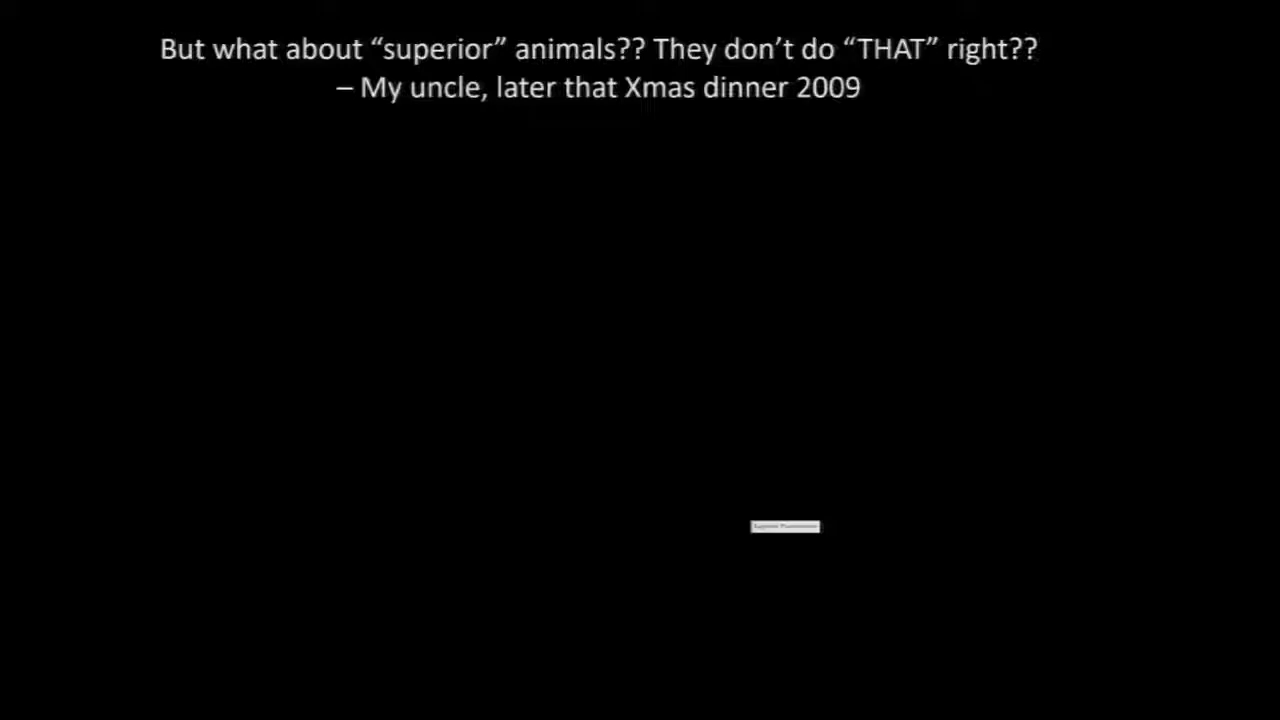 But what about “superior” animals?? They don’t do “THAT” right??
– My uncle, later that Xmas dinner 2009